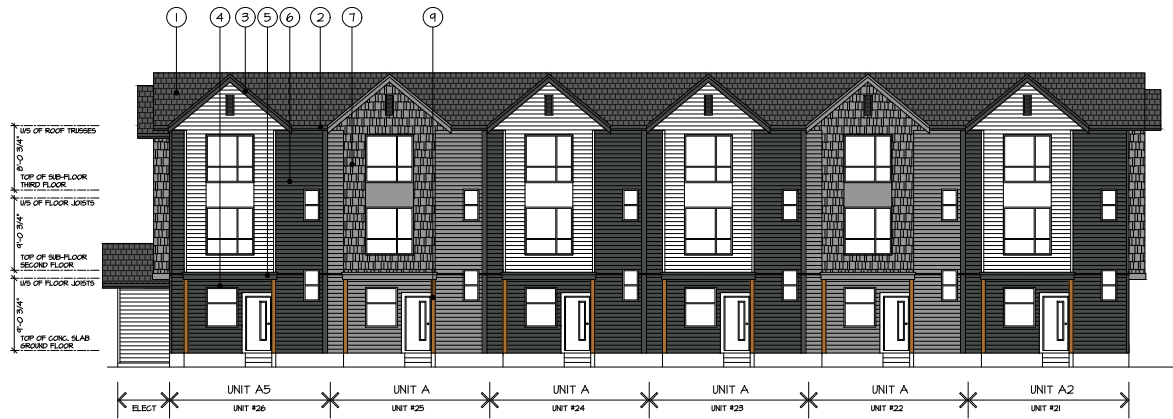 1 4 3 5 6 2 7 9
U/S OF ROOF TRUSSES
8'-0 3/4"
TOP OF SUB-FLOOR
THIRD FLOOR
U/S OF FLOOR JOISTS
9'-0 3/4"
TOP OF SUB-FLOOR
SECOND FLOOR
U/S OF FLOOR JOISTS
9'-0 3/4"
TOP OF CONC. SLAB
GROUND FLOOR
UNIT A5 UNIT A UNIT A UNIT A UNIT A UNIT A2
ELECT UNIT #26 UNIT #25 UNIT #24 UNIT #23 UNIT #22 UNIT #21